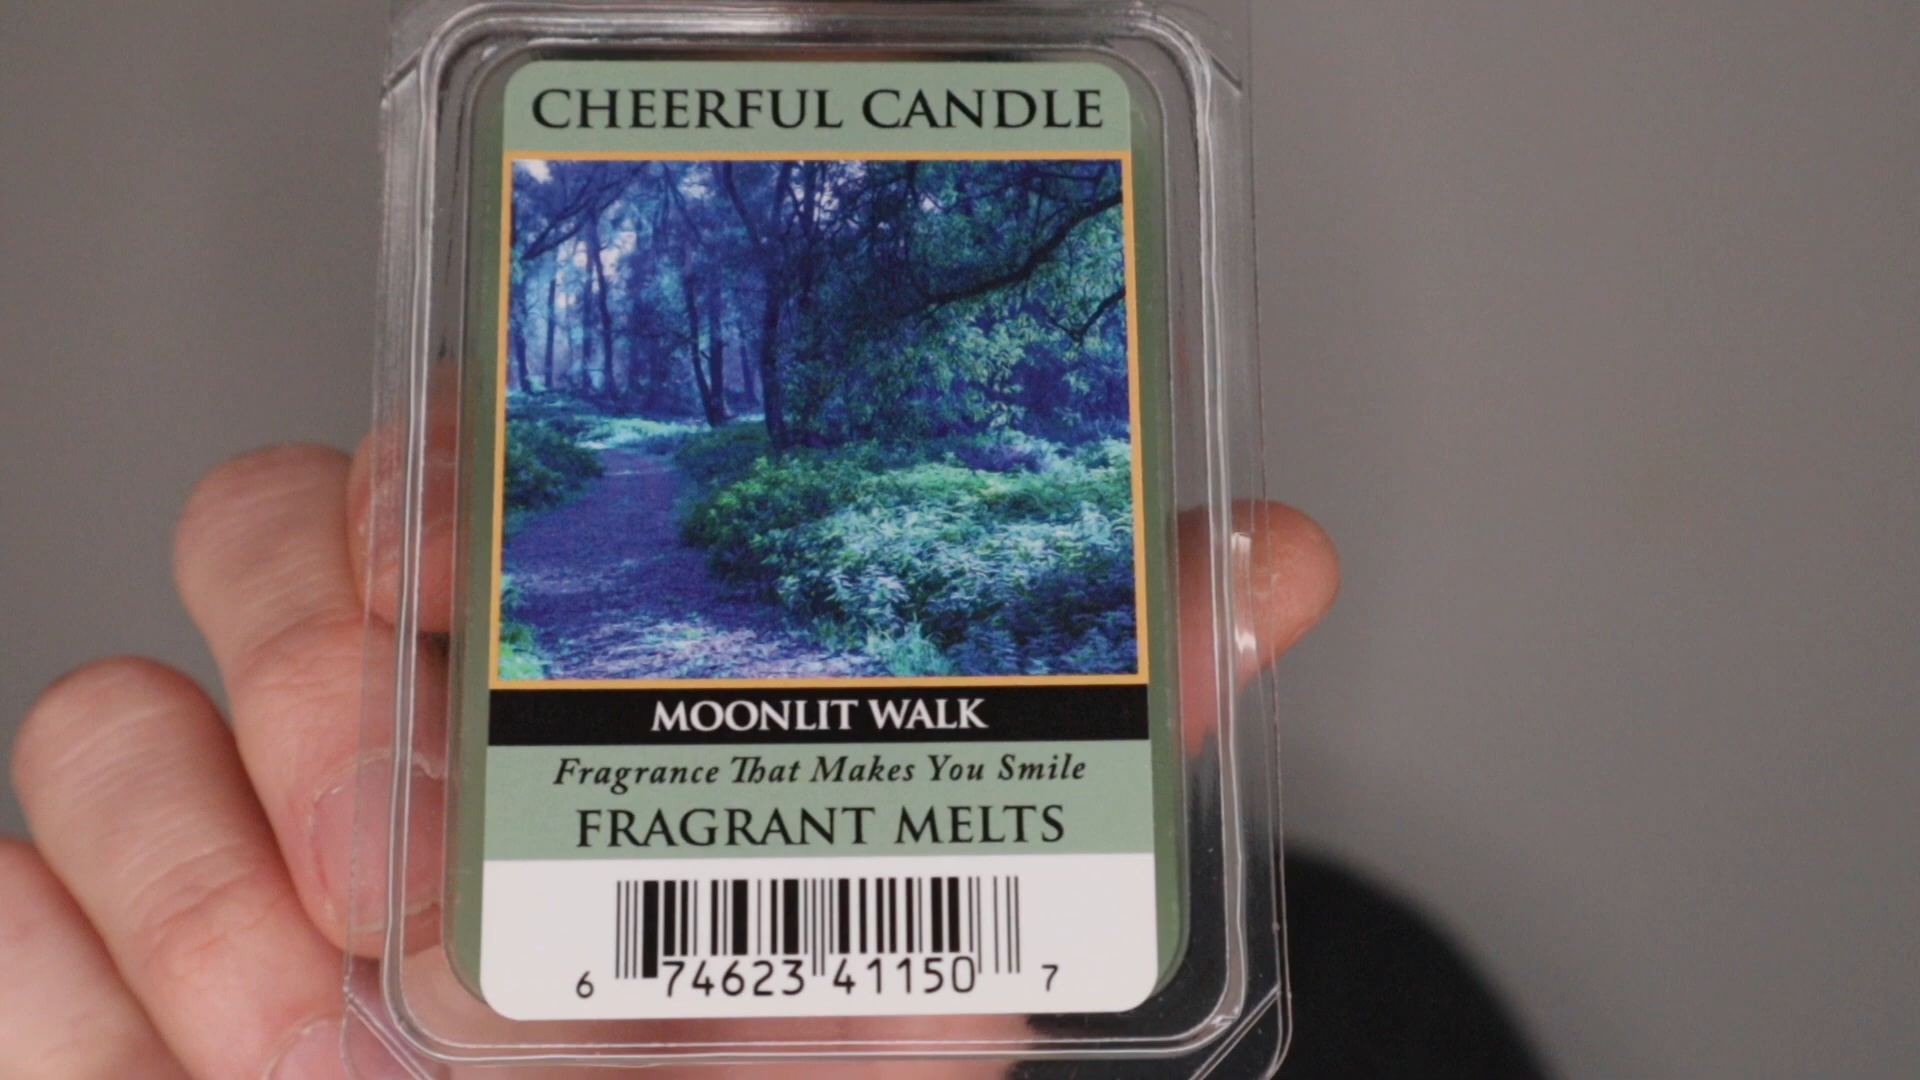 CHEERFUL CANDLE
MOONLIT WALK
Fragrance That Makes You Smile
FRAGRANT MELTS
6 74623 41150 7